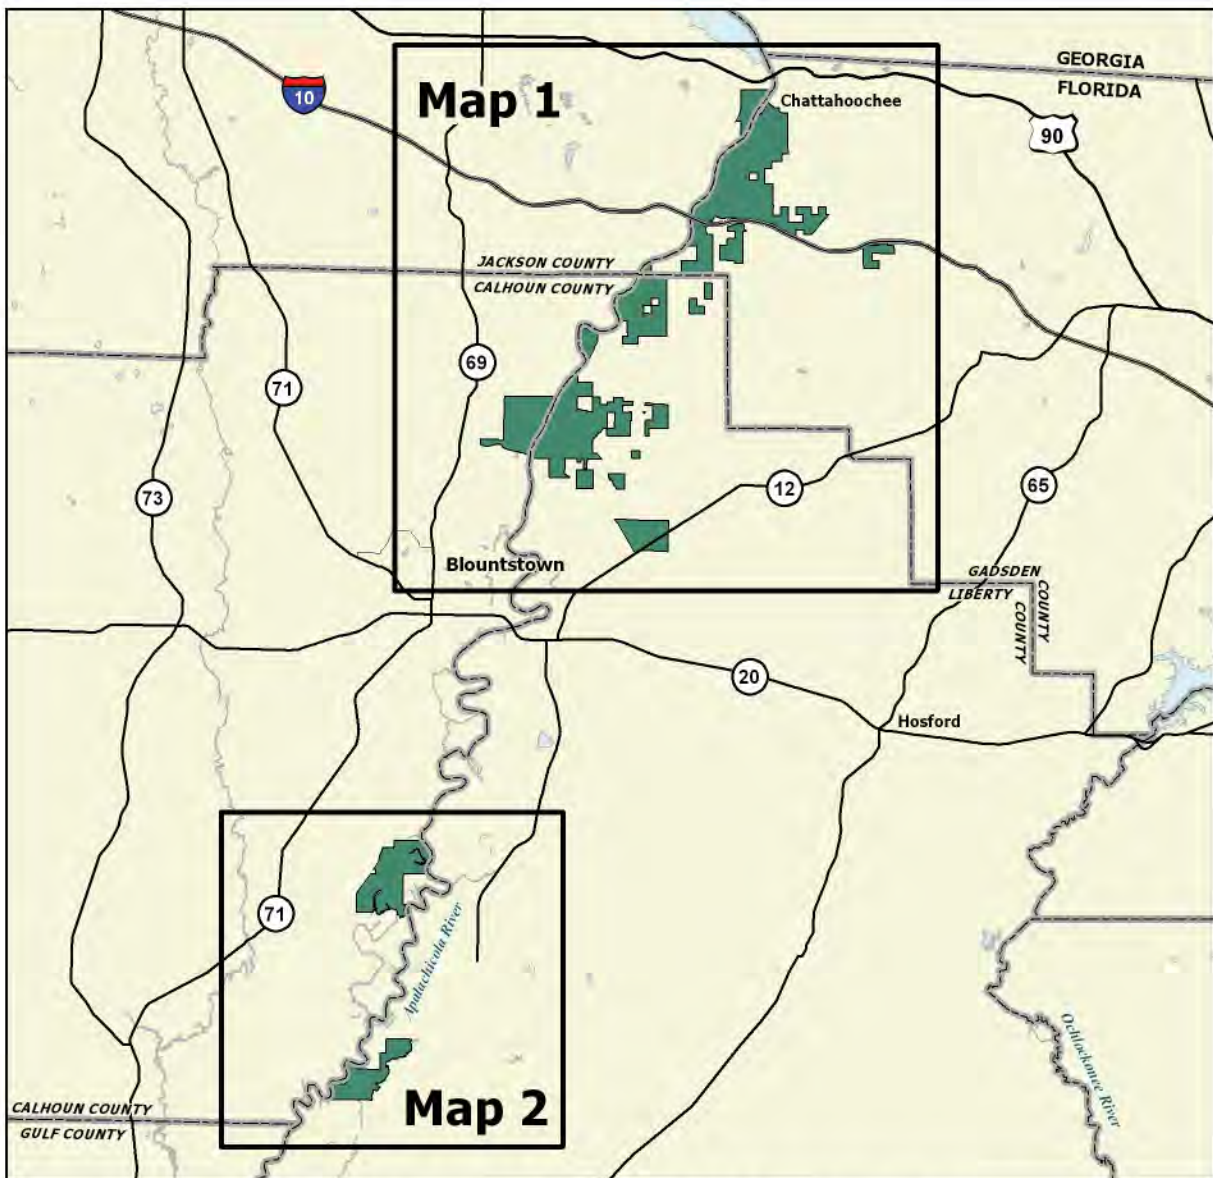 GEORGIA
FLORIDA
10
Map 1
Chattahoochee
90
JACKSON COUNTY
CALHOUN COUNTY
69
71
73
12
65
Blountstown
GADSDEN
COUNTY
LIBERTY
COUNTY
20
Hosford
71
Apalachicola River
Ochlockonee River
Map 2
CALHOUN COUNTY
GULF COUNTY